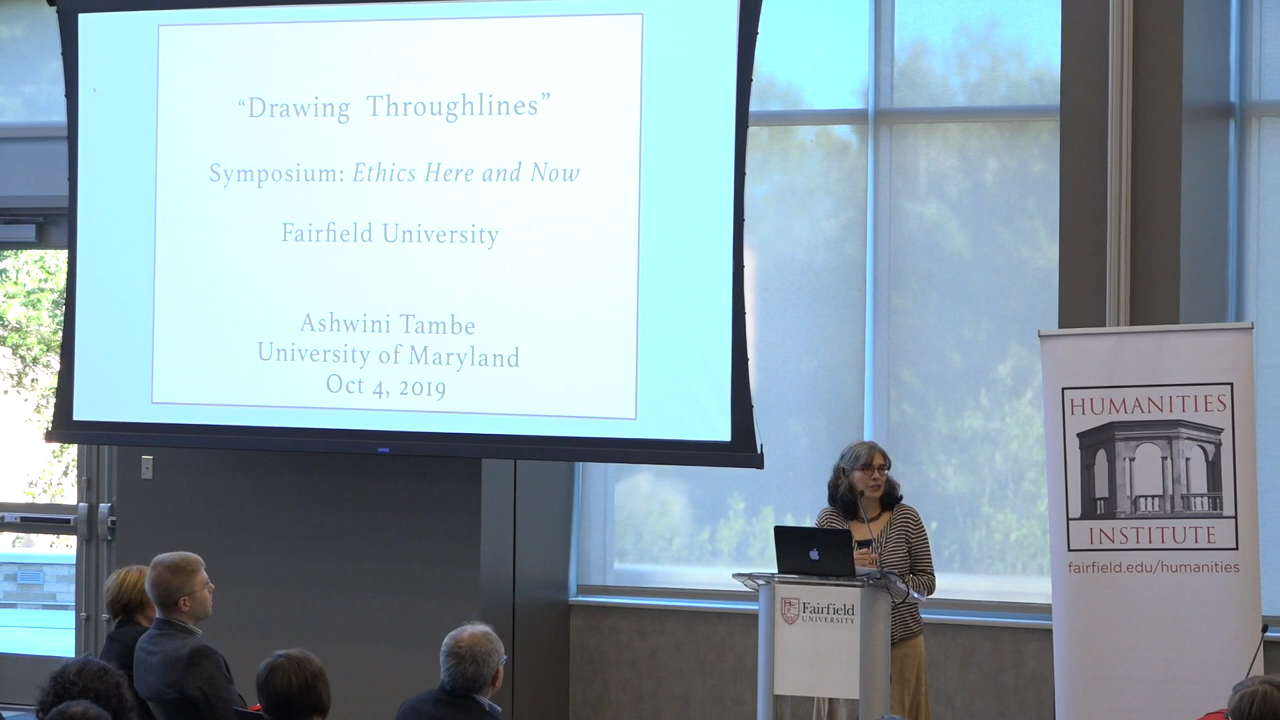 “Drawing Throughlines”
Symposium: Ethics Here and Now
Fairfield University
Ashwini Tambe
University of Maryland
Oct 4, 2019
HUMANITIES
INSTITUTE
fairfield.edu/humanities
Fairfield
UNIVERSITY